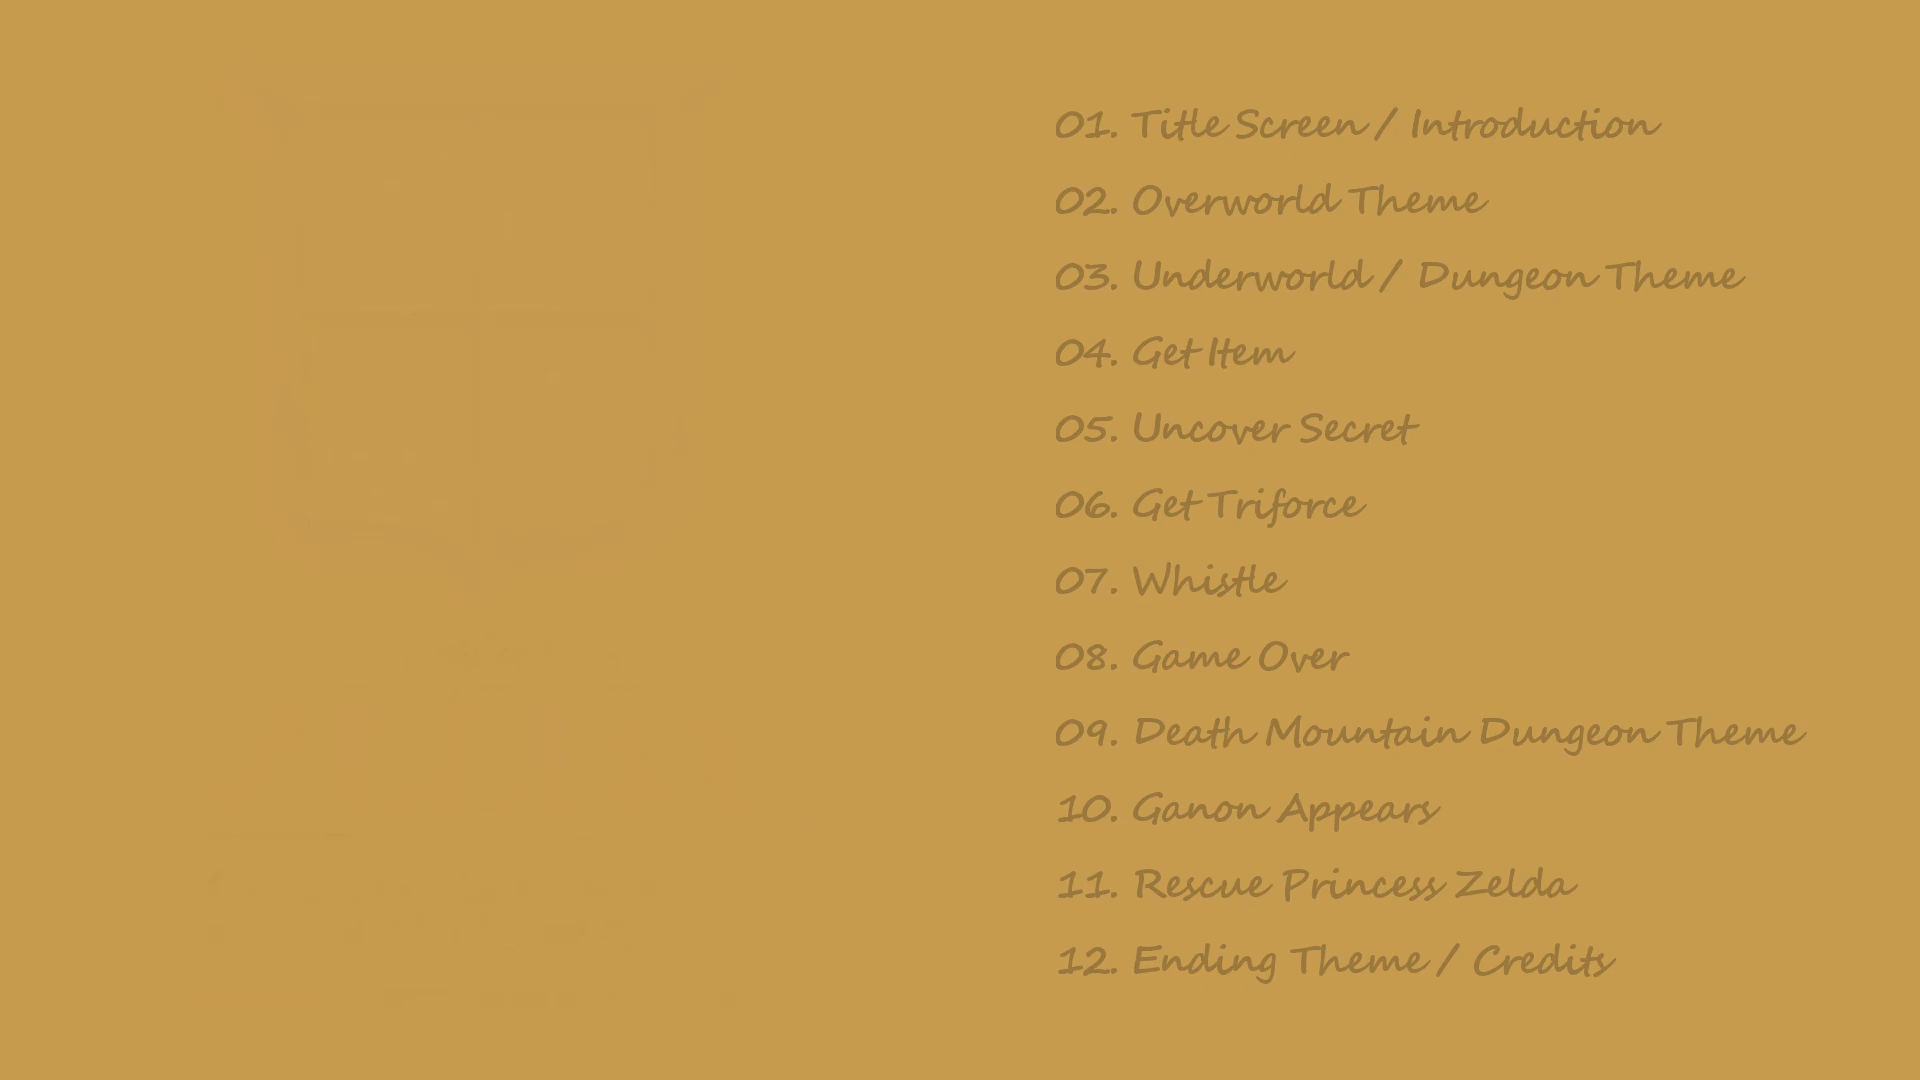 01. Title Screen / Introduction
02. Overworld Theme
03. Underworld / Dungeon Theme
04. Get Item
05. Uncover Secret
06. Get Triforce
07. Whistle
08. Game Over
09. Death Mountain Dungeon Theme
10. Ganon Appears
11. Rescue Princess Zelda
12. Ending Theme / Credits